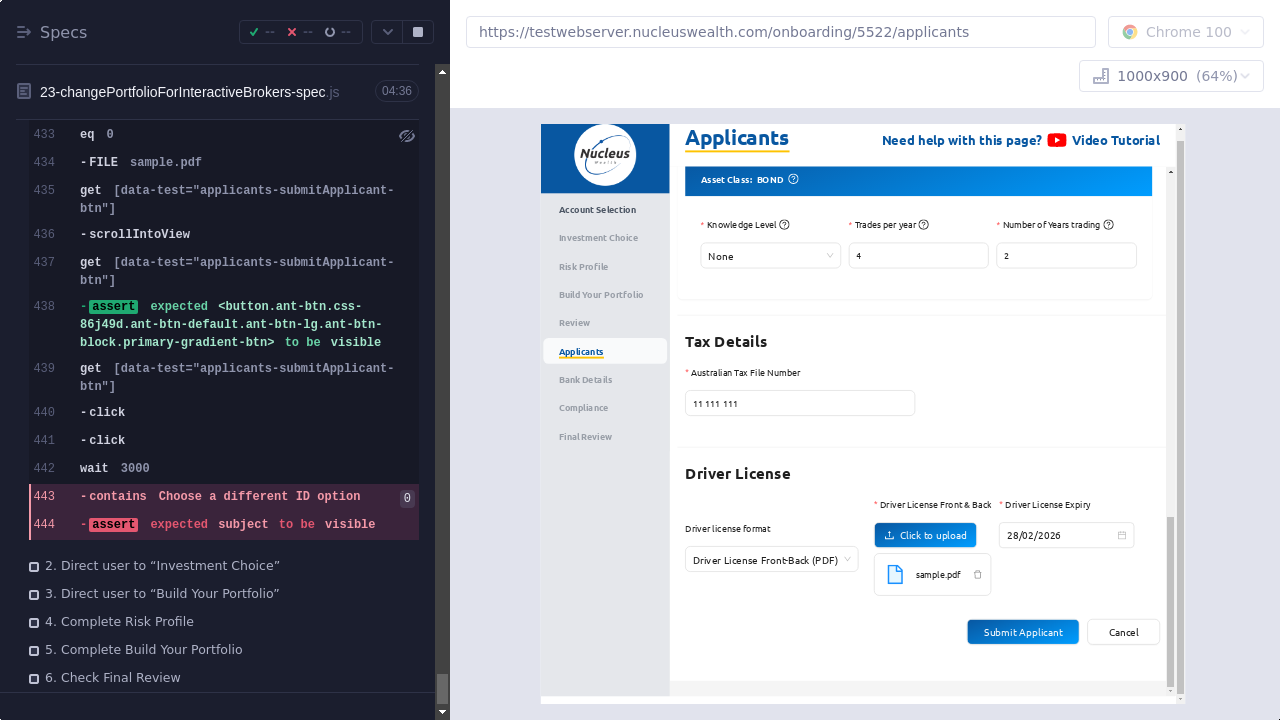 Specs
--
--
--
23-changePortfolioForInteractiveBrokers-spec.js
04:36
433 eq 0
434 -FILE sample.pdf
435 get [data-test="applicants-submitApplicant-
btn"]
436 -scrollIntoView
437 get [data-test="applicants-submitApplicant-
btn"]
438 -assert expected <button.ant-btn.css-
86j49d.ant-btn-default.ant-btn-lg.ant-btn-
block.primary-gradient-btn> to be visible
439 get [data-test="applicants-submitApplicant-
btn"]
440 -click
441 -click
442 wait 3000
443 -contains Choose a different ID option 0
444 -assert expected subject to be visible
2. Direct user to “Investment Choice”
3. Direct user to “Build Your Portfolio”
4. Complete Risk Profile
5. Complete Build Your Portfolio
6. Check Final Review
https://testwebserver.nucleuswealth.com/onboarding/5522/applicants
Chrome 100
1000x900 (64%)
Nucleus
Wealth
Account Selection
Investment Choice
Risk Profile
Build Your Portfolio
Review
Applicants
Bank Details
Compliance
Final Review
Applicants
Need help with this page? Video Tutorial
Asset Class: BOND
* Knowledge Level
* Trades per year
* Number of Years trading
None
4
2
Tax Details
* Australian Tax File Number
11 111 111
Driver License
Driver license format
* Driver License Front & Back
* Driver License Expiry
Driver License Front-Back (PDF)
Click to upload
28/02/2026
sample.pdf
Submit Applicant
Cancel